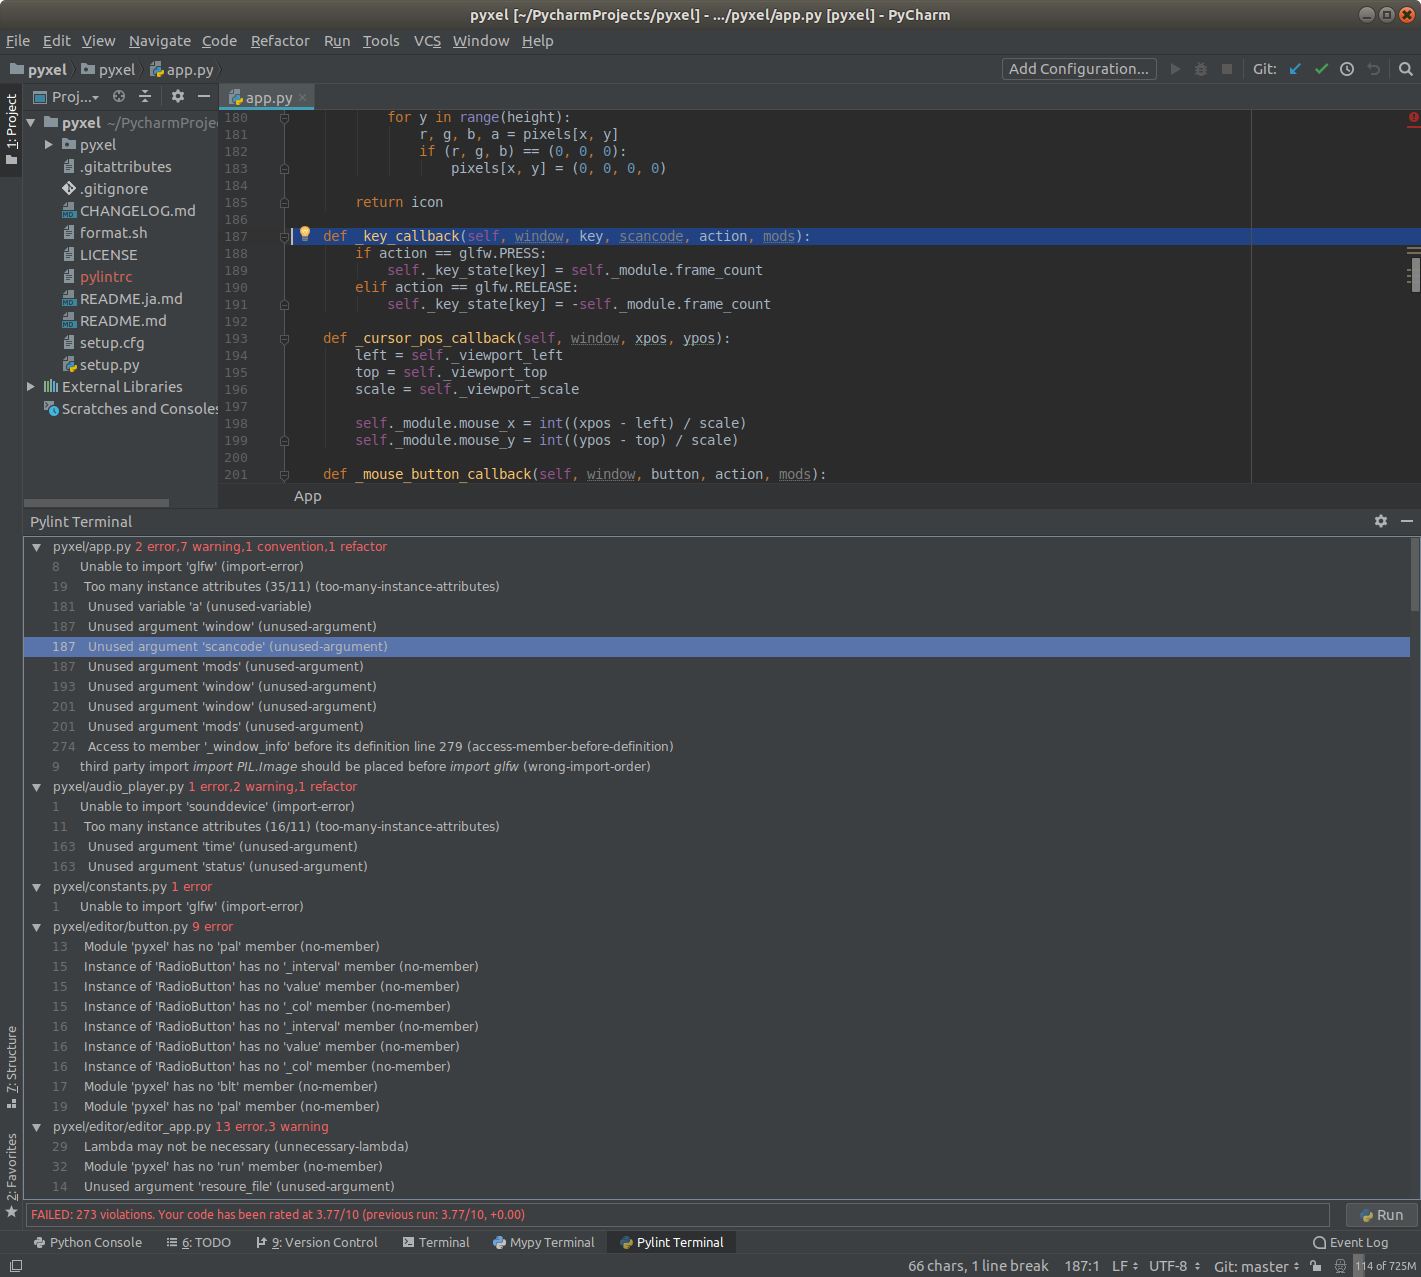 pyxel [~/PycharmProjects/pyxel] - .../pyxel/app.py [pyxel] - PyCharm
File Edit View Navigate Code Refactor Run Tools VCS Window Help
pyxel pyxel app.py Add Configuration... Git:
1: Project Proj... app.py
pyxel ~/PycharmProje
pyxel
.gitattributes
.gitignore
CHANGELOG.md
format.sh
LICENSE
pylintrc
README.ja.md
README.md
setup.cfg
setup.py
External Libraries
Scratches and Consoles
180 for y in range(height):
181 r, g, b, a = pixels[x, y]
182 if (r, g, b) == (0, 0, 0):
183 pixels[x, y] = (0, 0, 0, 0)
184
185 return icon
186
187 def _key_callback(self, window, key, scancode, action, mods):
188 if action == glfw.PRESS:
189 self._key_state[key] = self._module.frame_count
190 elif action == glfw.RELEASE:
191 self._key_state[key] = -self._module.frame_count
192
193 def _cursor_pos_callback(self, window, xpos, ypos):
194 left = self._viewport_left
195 top = self._viewport_top
196 scale = self._viewport_scale
197
198 self._module.mouse_x = int((xpos - left) / scale)
199 self._module.mouse_y = int((ypos - top) / scale)
200
201 def _mouse_button_callback(self, window, button, action, mods):
App
Pylint Terminal
pyxel/app.py 2 error,7 warning,1 convention,1 refactor
8 Unable to import 'glfw' (import-error)
19 Too many instance attributes (35/11) (too-many-instance-attributes)
181 Unused variable 'a' (unused-variable)
187 Unused argument 'window' (unused-argument)
187 Unused argument 'scancode' (unused-argument)
187 Unused argument 'mods' (unused-argument)
193 Unused argument 'window' (unused-argument)
201 Unused argument 'window' (unused-argument)
201 Unused argument 'mods' (unused-argument)
274 Access to member '_window_info' before its definition line 279 (access-member-before-definition)
9 third party import import PIL.Image should be placed before import glfw (wrong-import-order)
pyxel/audio_player.py 1 error,2 warning,1 refactor
1 Unable to import 'sounddevice' (import-error)
11 Too many instance attributes (16/11) (too-many-instance-attributes)
163 Unused argument 'time' (unused-argument)
163 Unused argument 'status' (unused-argument)
pyxel/constants.py 1 error
1 Unable to import 'glfw' (import-error)
pyxel/editor/button.py 9 error
13 Module 'pyxel' has no 'pal' member (no-member)
15 Instance of 'RadioButton' has no '_interval' member (no-member)
15 Instance of 'RadioButton' has no 'value' member (no-member)
15 Instance of 'RadioButton' has no '_col' member (no-member)
16 Instance of 'RadioButton' has no '_interval' member (no-member)
16 Instance of 'RadioButton' has no 'value' member (no-member)
16 Instance of 'RadioButton' has no '_col' member (no-member)
17 Module 'pyxel' has no 'blt' member (no-member)
19 Module 'pyxel' has no 'pal' member (no-member)
pyxel/editor/editor_app.py 13 error,3 warning
29 Lambda may not be necessary (unnecessary-lambda)
32 Module 'pyxel' has no 'run' member (no-member)
14 Unused argument 'resoure_file' (unused-argument)
7: Structure
2: Favorites
FAILED: 273 violations. Your code has been rated at 3.77/10 (previous run: 3.77/10, +0.00) Run
Python Console 6: TODO 9: Version Control Terminal Mypy Terminal Pylint Terminal Event Log
66 chars, 1 line break 187:1 LF UTF-8 Git: master 114 of 725M